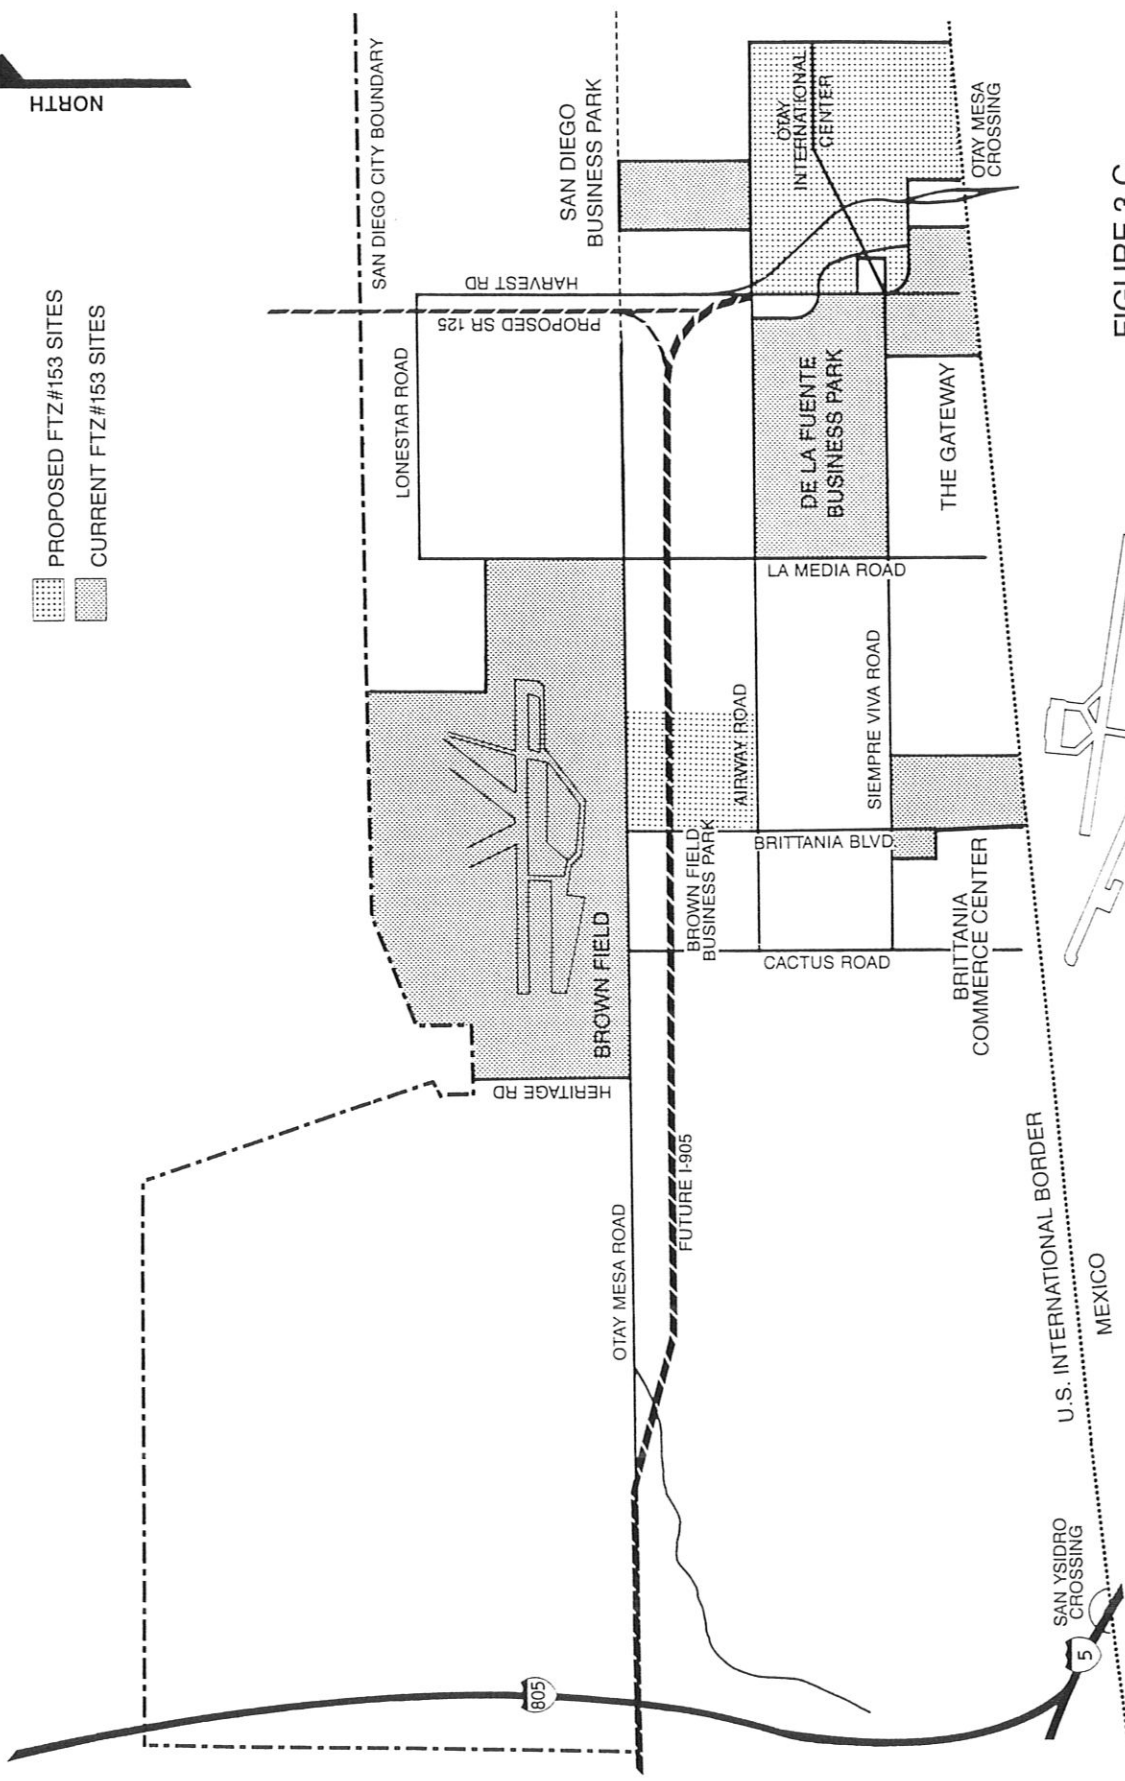 NORTH
PROPOSED FTZ#153 SITES
CURRENT FTZ#153 SITES
SAN DIEGO CITY BOUNDARY
LONESTAR ROAD
HARVEST RD
PROPOSED SR 125
SAN DIEGO
BUSINESS PARK
OTAY
INTERNATIONAL
CENTER
OTAY MESA
CROSSING
DE LA FUENTE
BUSINESS PARK
THE GATEWAY
LA MEDIA ROAD
AIRWAY ROAD
SIEMPRE VIVA ROAD
BRITTANIA BLVD.
BROWN FIELD
BUSINESS PARK
CACTUS ROAD
BRITTANIA
COMMERCE CENTER
BROWN FIELD
HERITAGE RD
OTAY MESA ROAD
FUTURE I-905
U.S. INTERNATIONAL BORDER
MEXICO
805
SAN YSIDRO
CROSSING
5
FIGURE 3-C